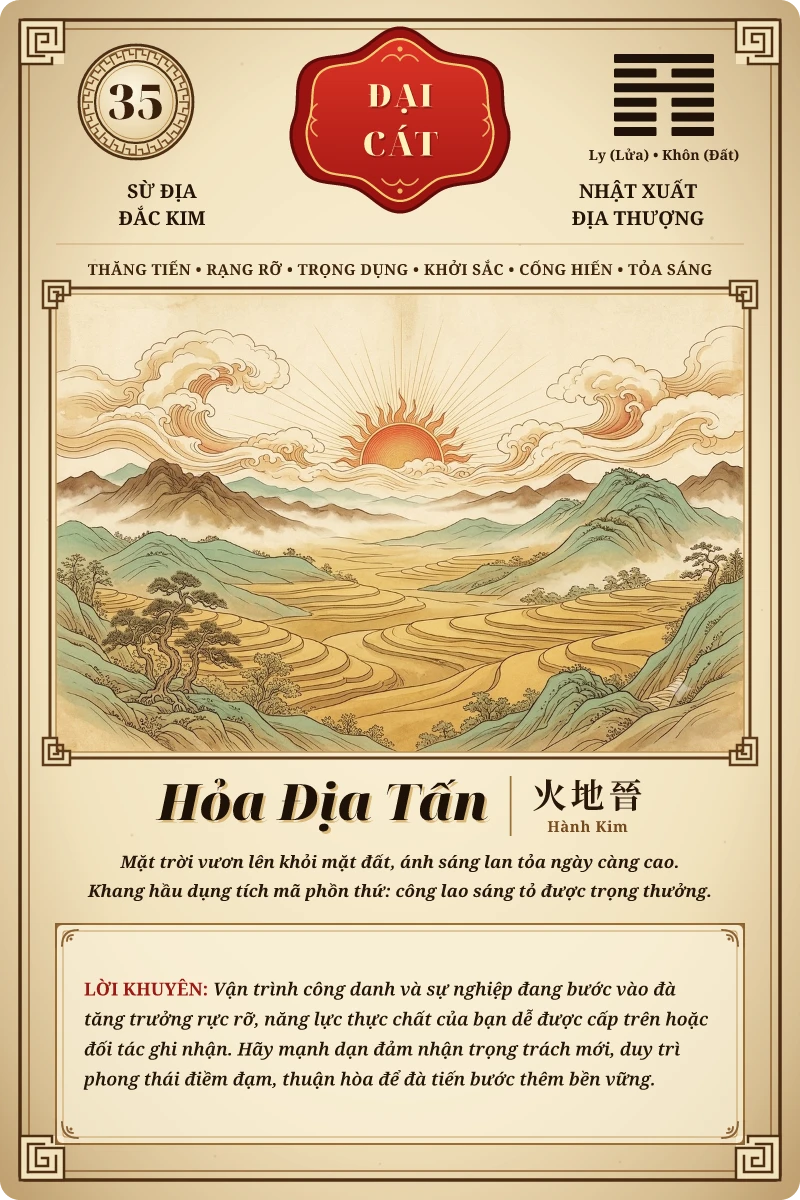 35
ĐẠI
CÁT
Ly (Lửa) • Khôn (Đất)
SỪ ĐỊA
ĐẮC KIM
NHẬT XUẤT
ĐỊA THƯỢNG
THĂNG TIẾN • RẠNG RỠ • TRỌNG DỤNG • KHỞI SẮC • CỐNG HIẾN • TỎA SÁNG
Hỏa Địa Tấn
火地晉
Hành Kim
Mặt trời vươn lên khỏi mặt đất, ánh sáng lan tỏa ngày càng cao.
Khang hầu dụng tích mã phồn thứ: công lao sáng tỏ được trọng thưởng.
LỜI KHUYÊN: Vận trình công danh và sự nghiệp đang bước vào đà
tăng trưởng rực rỡ, năng lực thực chất của bạn dễ được cấp trên hoặc
đối tác ghi nhận. Hãy mạnh dạn đảm nhận trọng trách mới, duy trì
phong thái điềm đạm, thuận hòa để đà tiến bước thêm bền vững.